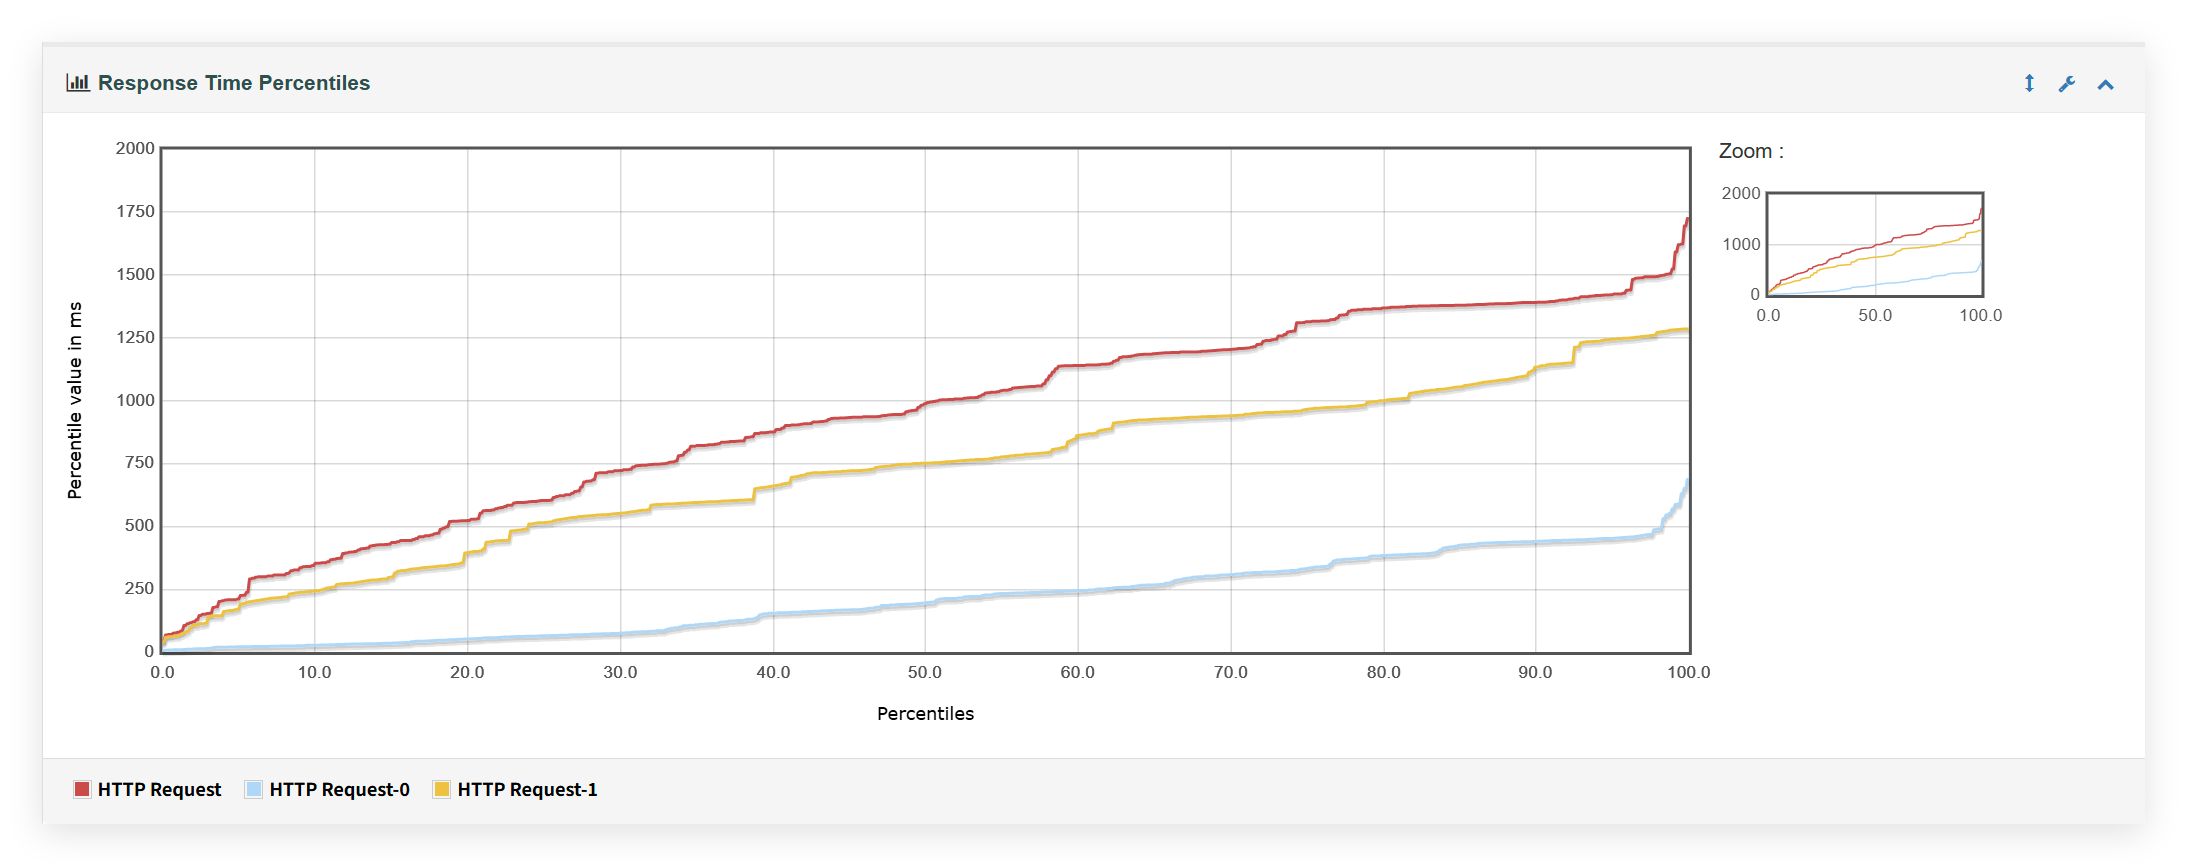 Response Time Percentiles
2000
1750
1500
1250
1000
750
500
250
0
Percentile value in ms
0.0 10.0 20.0 30.0 40.0 50.0 60.0 70.0 80.0 90.0 100.0
Percentiles
Zoom :
2000
1000
0
0.0 50.0 100.0
HTTP Request HTTP Request-0 HTTP Request-1